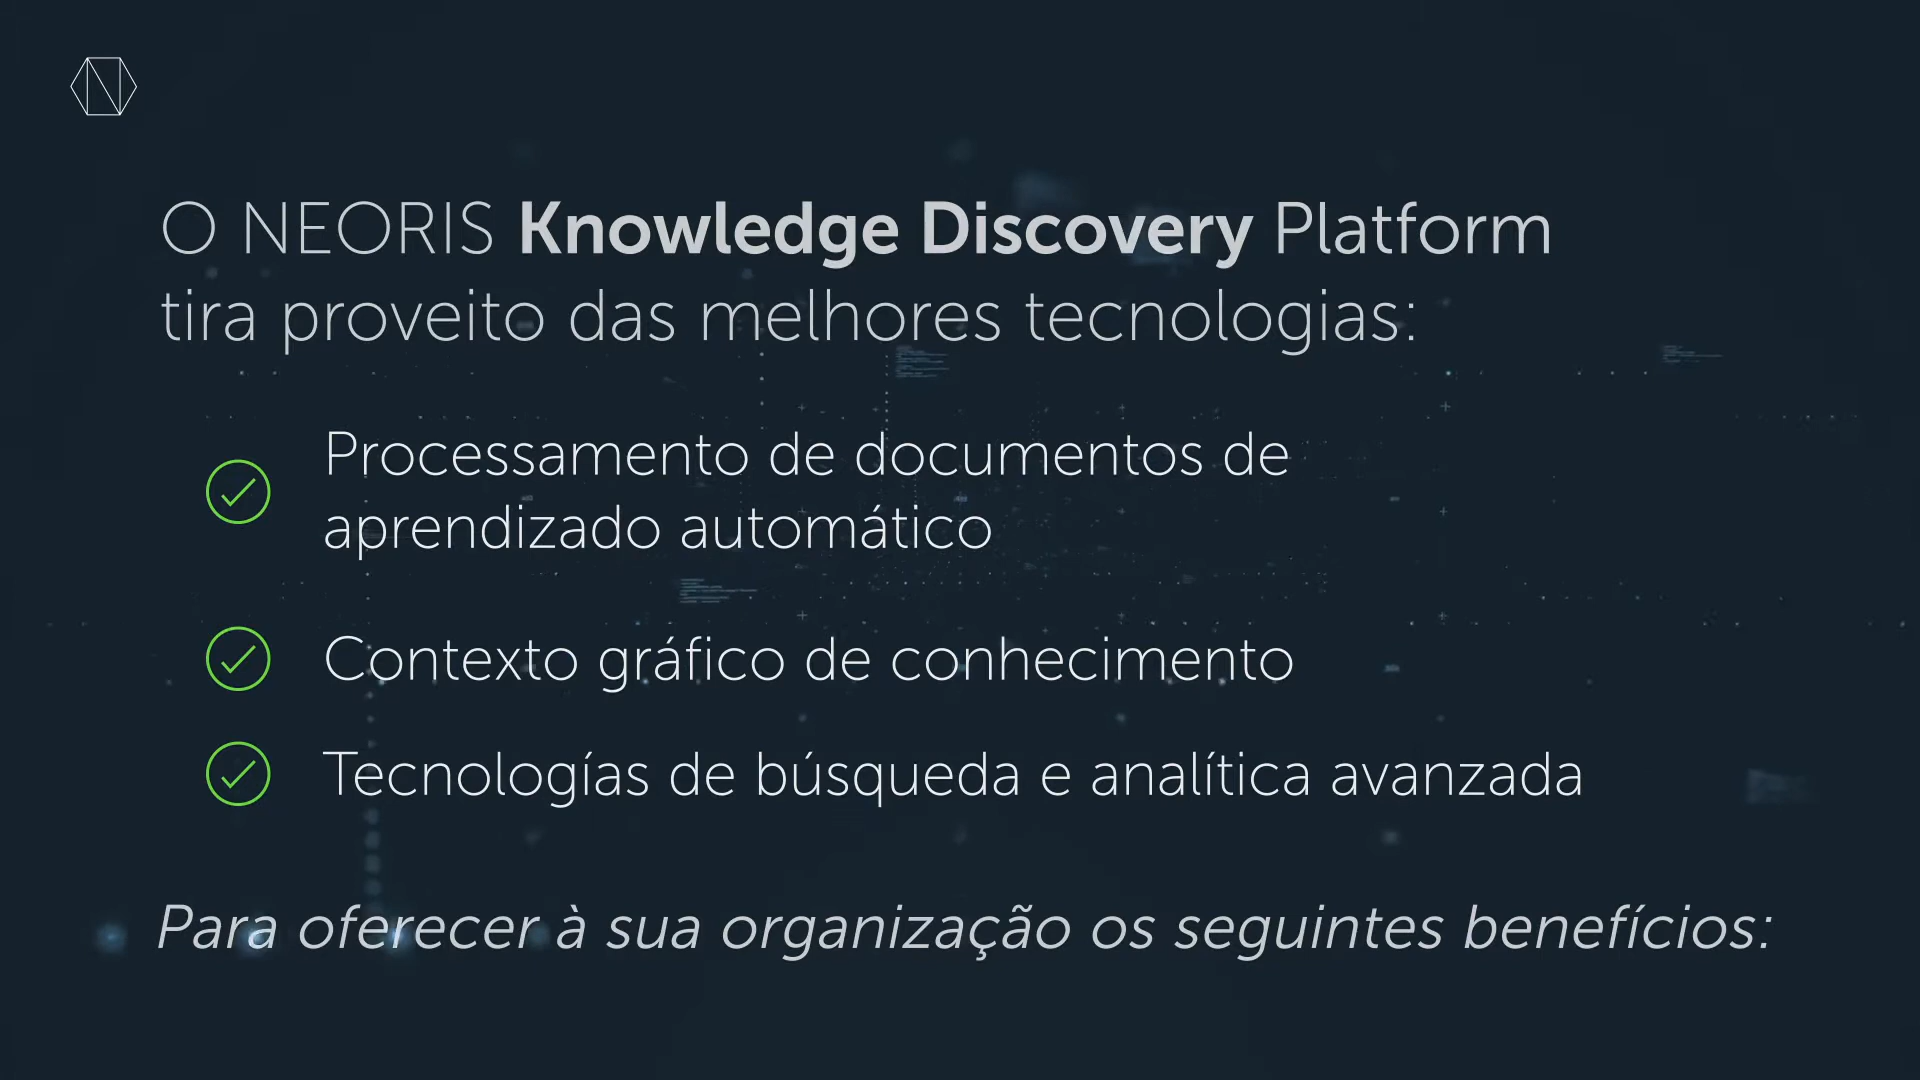 O NEORIS Knowledge Discovery Platform
tira proveito das melhores tecnologias:
Processamento de documentos de
aprendizado automático
Contexto gráfico de conhecimento
Tecnologías de búsqueda e analítica avanzada
Para oferecer à sua organização os seguintes benefícios: